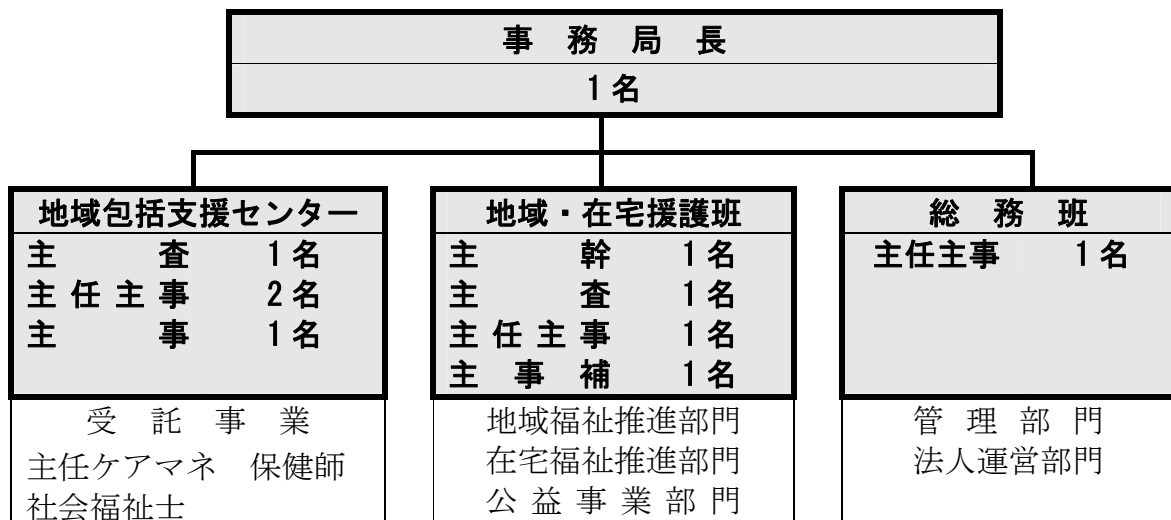 事務局長
1名
地域包括支援センター
主査 1名
主任主事 2名
主事 1名
受託事業
主任ケアマネ 保健師
社会福祉士
地域・在宅援護班
主幹 1名
主査 1名
主任主事 1名
主事補 1名
地域福祉推進部門
在宅福祉推進部門
公益事業部門
総務班
主任主事 1名
管理部門
法人運営部門